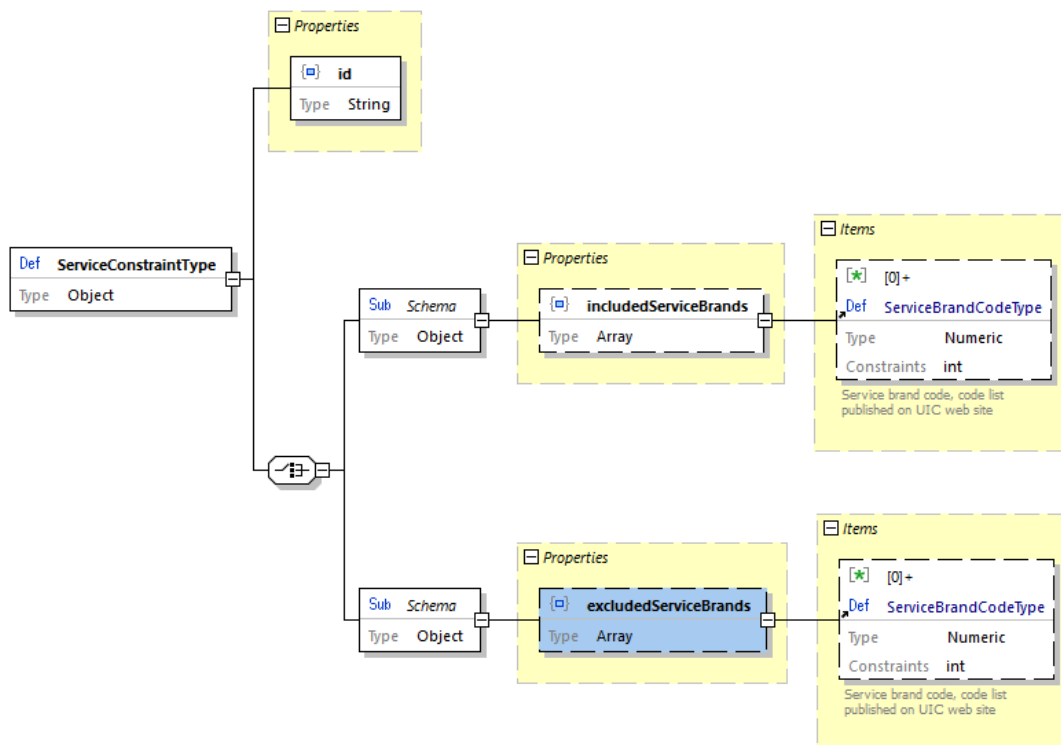 Properties
id
Type String
Def ServiceConstraintType
Type Object
Sub Schema
Type Object
Properties
includedServiceBrands
Type Array
Items
[*] [0]+
Def ServiceBrandCodeType
Type Numeric
Constraints int
Service brand code, code list
published on UIC web site
Sub Schema
Type Object
Properties
excludedServiceBrands
Type Array
Items
[*] [0]+
Def ServiceBrandCodeType
Type Numeric
Constraints int
Service brand code, code list
published on UIC web site